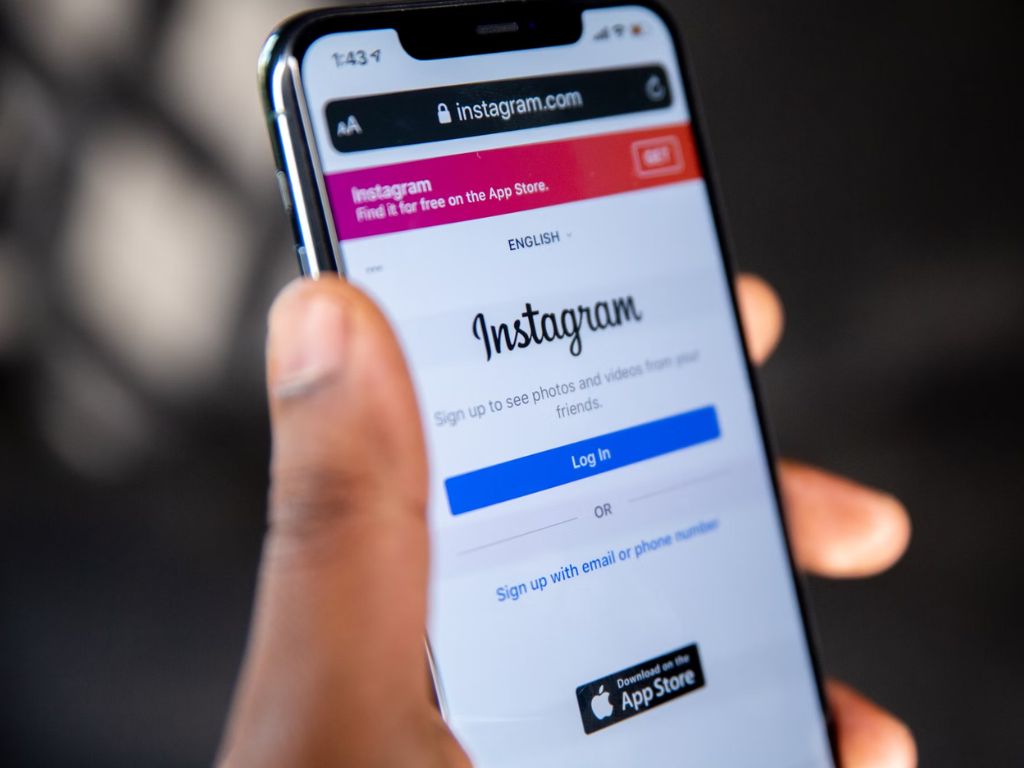 1:43
AA instagram.com
Instagram
Find it for free on the App Store.
GET
ENGLISH
Instagram
Sign up to see photos and videos from your
friends.
Log In
OR
Sign up with email or phone number
Download on the
App Store